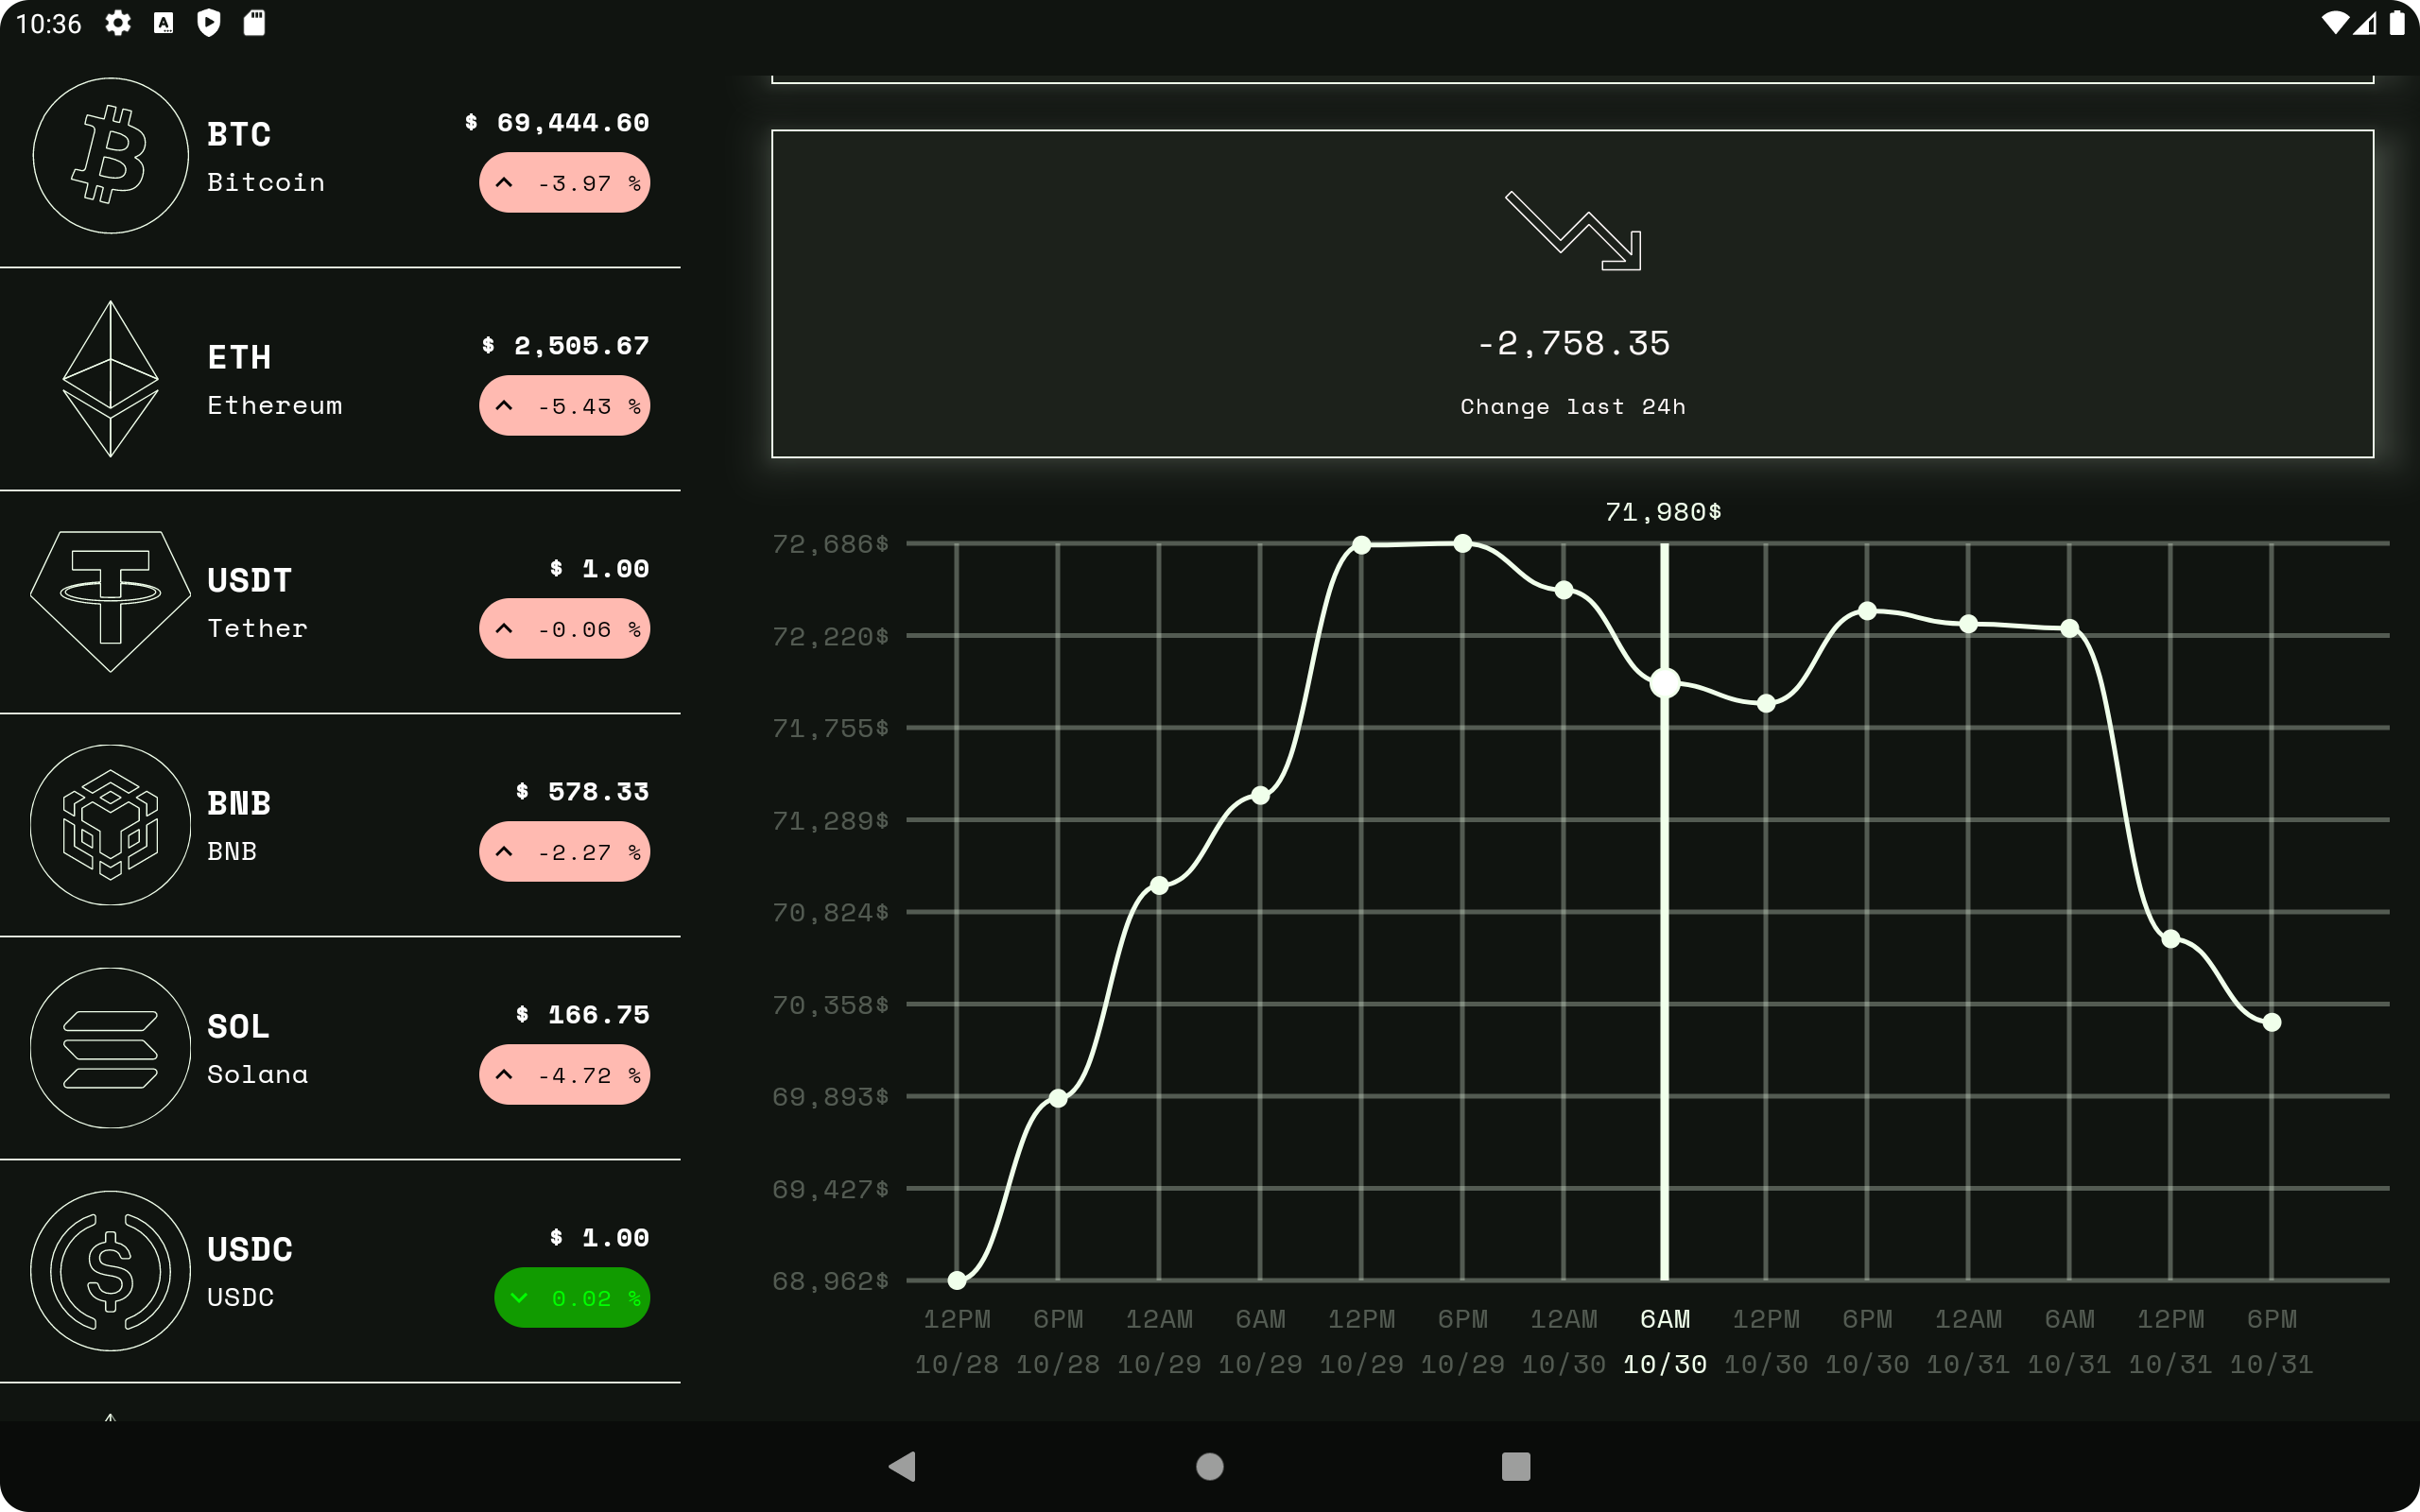 10:36
BTC
Bitcoin
$ 69,444.60
-3.97 %
ETH
Ethereum
$ 2,505.67
-5.43 %
USDT
Tether
$ 1.00
-0.06 %
BNB
BNB
$ 578.33
-2.27 %
SOL
Solana
$ 166.75
-4.72 %
USDC
USDC
$ 1.00
0.02 %
-2,758.35
Change last 24h
71,980$
72,686$
72,220$
71,755$
71,289$
70,824$
70,358$
69,893$
69,427$
68,962$
12PM 6PM 12AM 6AM 12PM 6PM 12AM 6AM 12PM 6PM 12AM 6AM 12PM 6PM
10/28 10/28 10/29 10/29 10/29 10/29 10/30 10/30 10/30 10/30 10/31 10/31 10/31 10/31